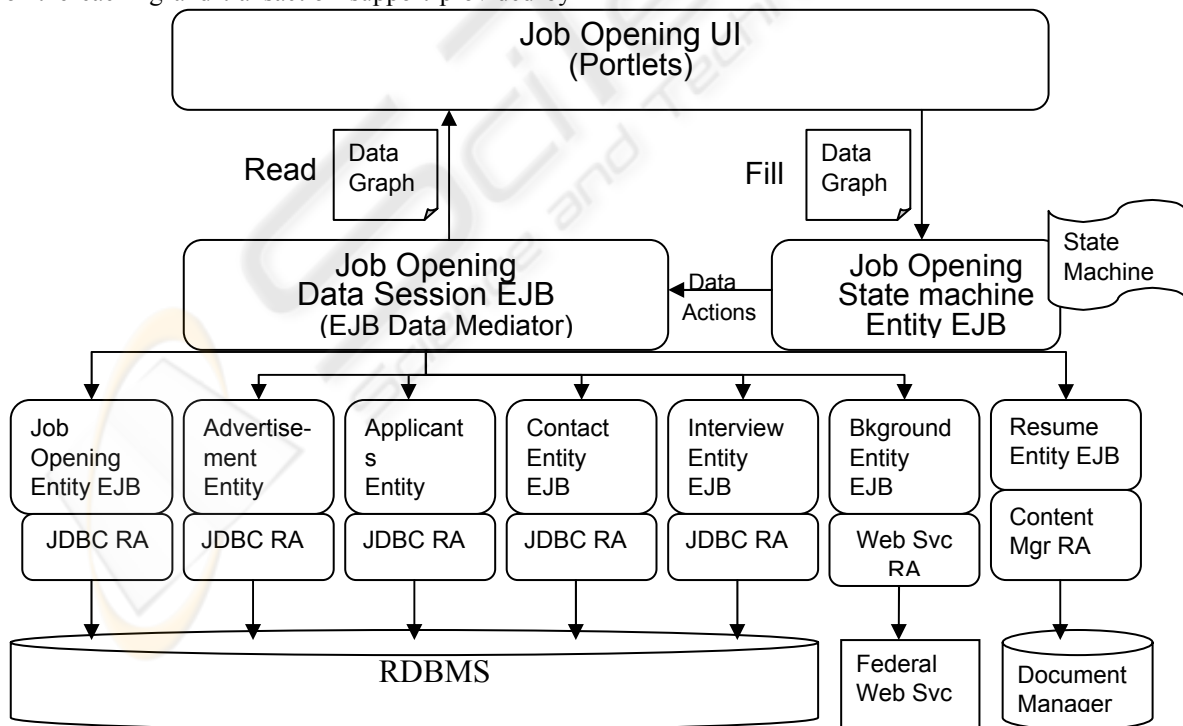 Job Opening UI
(Portlets)
Read
Data
Graph
Fill
Data
Graph
State
Machine
Job Opening
Data Session EJB
(EJB Data Mediator)
Data
Actions
Job Opening
State machine
Entity EJB
Job
Opening
Entity EJB
Advertise-
ment
Entity
Applicant
s
Entity
Contact
Entity
EJB
Interview
Entity
EJB
Bkground
Entity
EJB
Resume
Entity EJB
JDBC RA
JDBC RA
JDBC RA
JDBC RA
JDBC RA
Web Svc
RA
Content
Mgr RA
RDBMS
Federal
Web Svc
Document
Manager